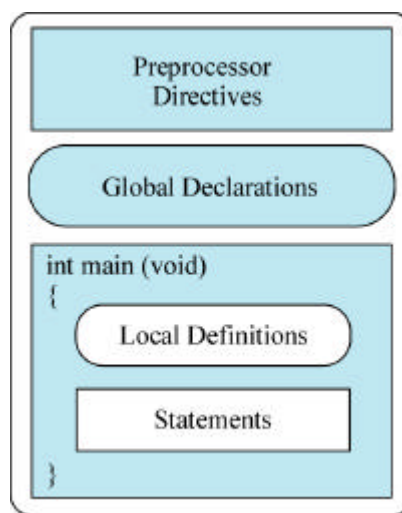 Preprocessor
Directives
Global Declarations
int main (void)
{
Local Definitions
Statements
}